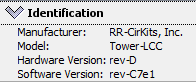 Identification
Manufacturer: RR-CirKits, Inc.
Model: Tower-LCC
Hardware Version: rev-D
Software Version: rev-C7e1